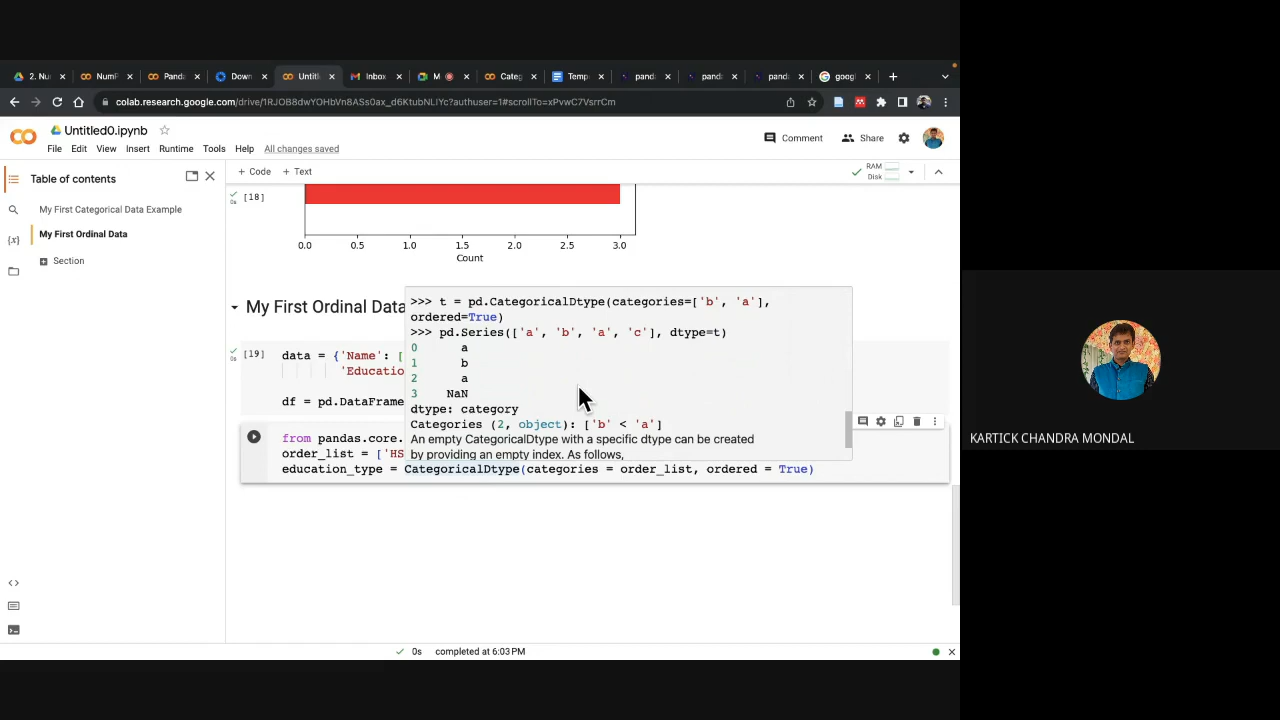 2. Nu
NumF
Panda
Down
Untitl
Inbox
M
Categ
Temp
panda
panda
panda
googl
colab.research.google.com/drive/1RJOB8dwYOHbVn8ASs0ax_d6KtubNLIYc?authuser=1#scrollTo=xPvwC7VsrrCm
Untitled0.ipynb
File Edit View Insert Runtime Tools Help All changes saved
Comment
Share
Table of contents
+ Code + Text
RAM
Disk
My First Categorical Data Example
My First Ordinal Data
Section
{x}
[18]
0.0 0.5 1.0 1.5 2.0 2.5 3.0
Count
My First Ordinal Data
[19] data = {'Name': [
'Educatio
df = pd.DataFrame
>>> t = pd.CategoricalDtype(categories=['b', 'a'],
ordered=True)
>>> pd.Series(['a', 'b', 'a', 'c'], dtype=t)
0 a
1 b
2 a
3 NaN
dtype: category
Categories (2, object): ['b' < 'a']
An empty CategoricalDtype with a specific dtype can be created
by providing an empty index. As follows,
from pandas.core.
order_list = ['HS
education_type = CategoricalDtype(categories = order_list, ordered = True)
0s completed at 6:03 PM
KARTICK CHANDRA MONDAL